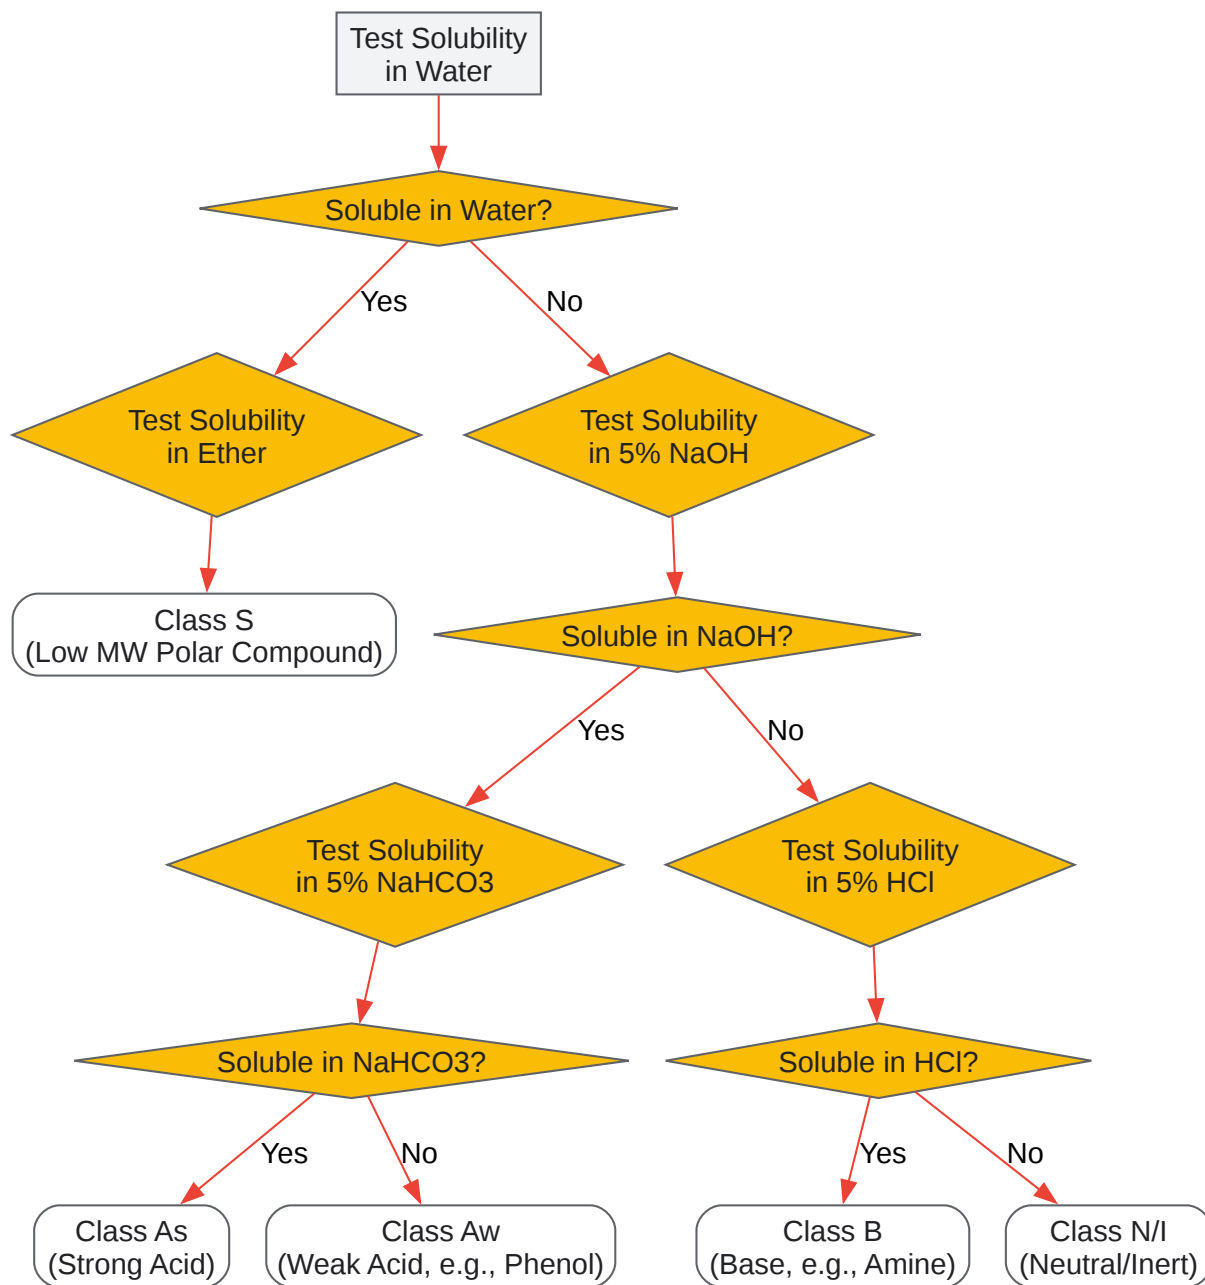 Test Solubility
in Water
Soluble in Water?
Yes
No
Test Solubility
in Ether
Test Solubility
in 5% NaOH
Class S
(Low MW Polar Compound)
Soluble in NaOH?
Yes
No
Test Solubility
in 5% NaHCO3
Test Solubility
in 5% HCl
Soluble in NaHCO3?
Soluble in HCl?
Yes
No
Yes
No
Class As
(Strong Acid)
Class Aw
(Weak Acid, e.g., Phenol)
Class B
(Base, e.g., Amine)
Class N/I
(Neutral/Inert)